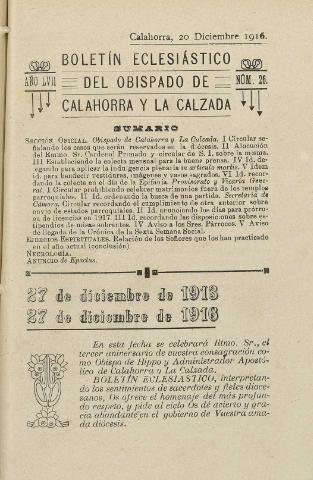 Calahorra, 20 Diciembre 1916.
BOLETÍN ECLESIÁSTICO
AÑO LVII
DEL OBISPADO DE
NÚM. 26.
CALAHORRA Y LA CALZADA
SUMARIO
SECCIÓN OFICIAL. Obispado de Calahorra y La Calzada. I Circular se-
ñalando los casos que serán reservados en la diócesis. II Alocución
del Emmo. Sr. Cardenal Primado y circular de S. I. sobre la misma.
III Estableciendo la colecta mensual para la buena prensa. IV Id. de-
legando para aplicar la indulgencia plenaria in articulo mortis. V Idem
id. para bendecir vestiduras, imágenes y vasos sagrados. VI Id. recor-
dando la colecta en el día de la Epifanía. Provisorato y Vicaría Gene-
ral. I Circular prohibiendo celebrar matrimonios fuera de los templos
parroquiales. II Id. ordenando la busca de una partida. Secretaría de
Cámara. Circular recordando el cumplimiento de otra anterior sobre
envío de estados parroquiales. II Id. anunciando los días para prórro-
ga de licencias en 1917. III Id. recordando las disposiciones sobre es-
tipendios de misas sobrantes. IV Aviso a los Sres. Párrocos. V Aviso
de llegada de la Crónica de la Sexta Semana Social.
EJERCICIOS ESPIRITUALES. Relación de los Señores que los han practicado
en el año actual (conclusión)
NECROLOGÍA.
ANUNCIO de Epactas.
27 de diciembre de 1913
27 de diciembre de 1916
En esta fecha se celebrará Iltmo. Sr., el
tercer aniversario de vuestra consagración co-
mo Obispo de Hippo y Administrador Apostó-
lico de Calahorra y La Calzada.
BOLETÍN ECLESIÁSTICO, interpretan-
do los sentimientos de sacerdotes y fieles dioce-
sanos, Os ofrece el homenaje del más profun-
do respeto, y pide al cielo Os dé acierto y gra-
cia abundante en el gobierno de Vuestra ama-
da diócesis.